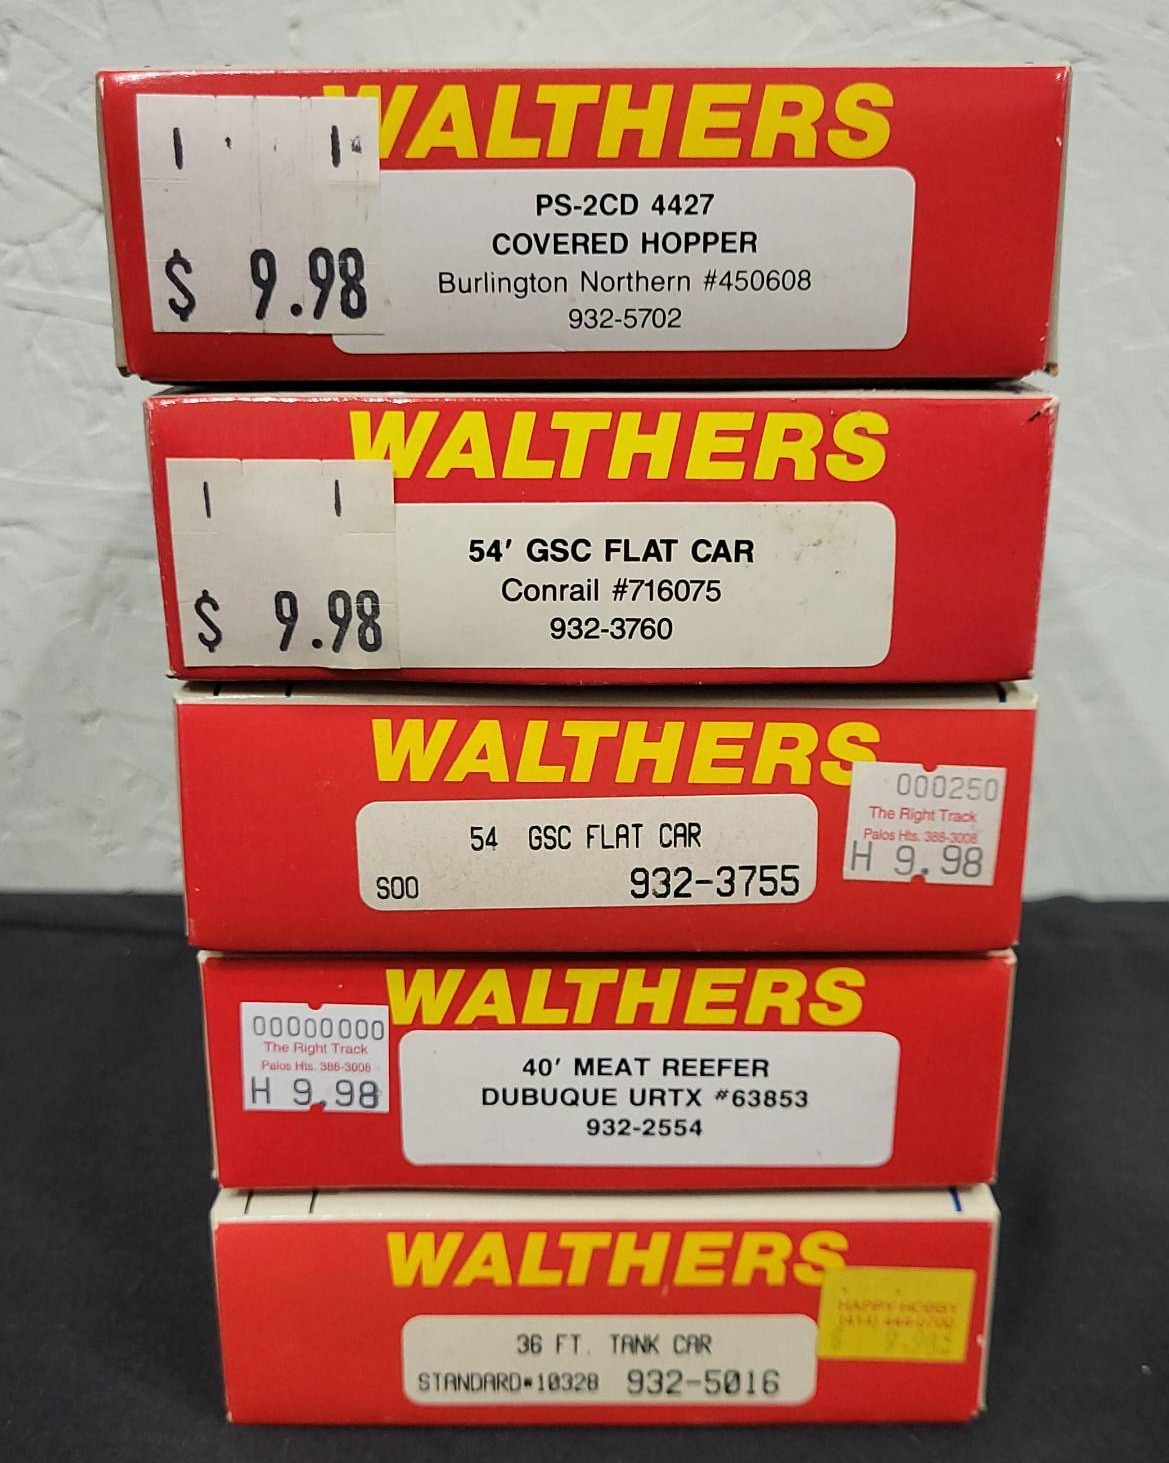 WALTHERS
1 1
$ 9.98
PS-2CD 4427
COVERED HOPPER
Burlington Northern #450608
932-5702
WALTHERS
1 1
$ 9.98
54' GSC FLAT CAR
Conrail #716075
932-3760
WALTHERS
54 GSC FLAT CAR
SOO 932-3755
000250
The Right Track
Palos Hts. 388-3008
H 9.98
WALTHERS
00000000
The Right Track
Palos Hts. 388-3008
H 9.98
40' MEAT REEFER
DUBUQUE URTX #63853
932-2554
WALTHERS
36 FT. TANK CAR
STANDARD#10328 932-5016
HAPPY HOBBY